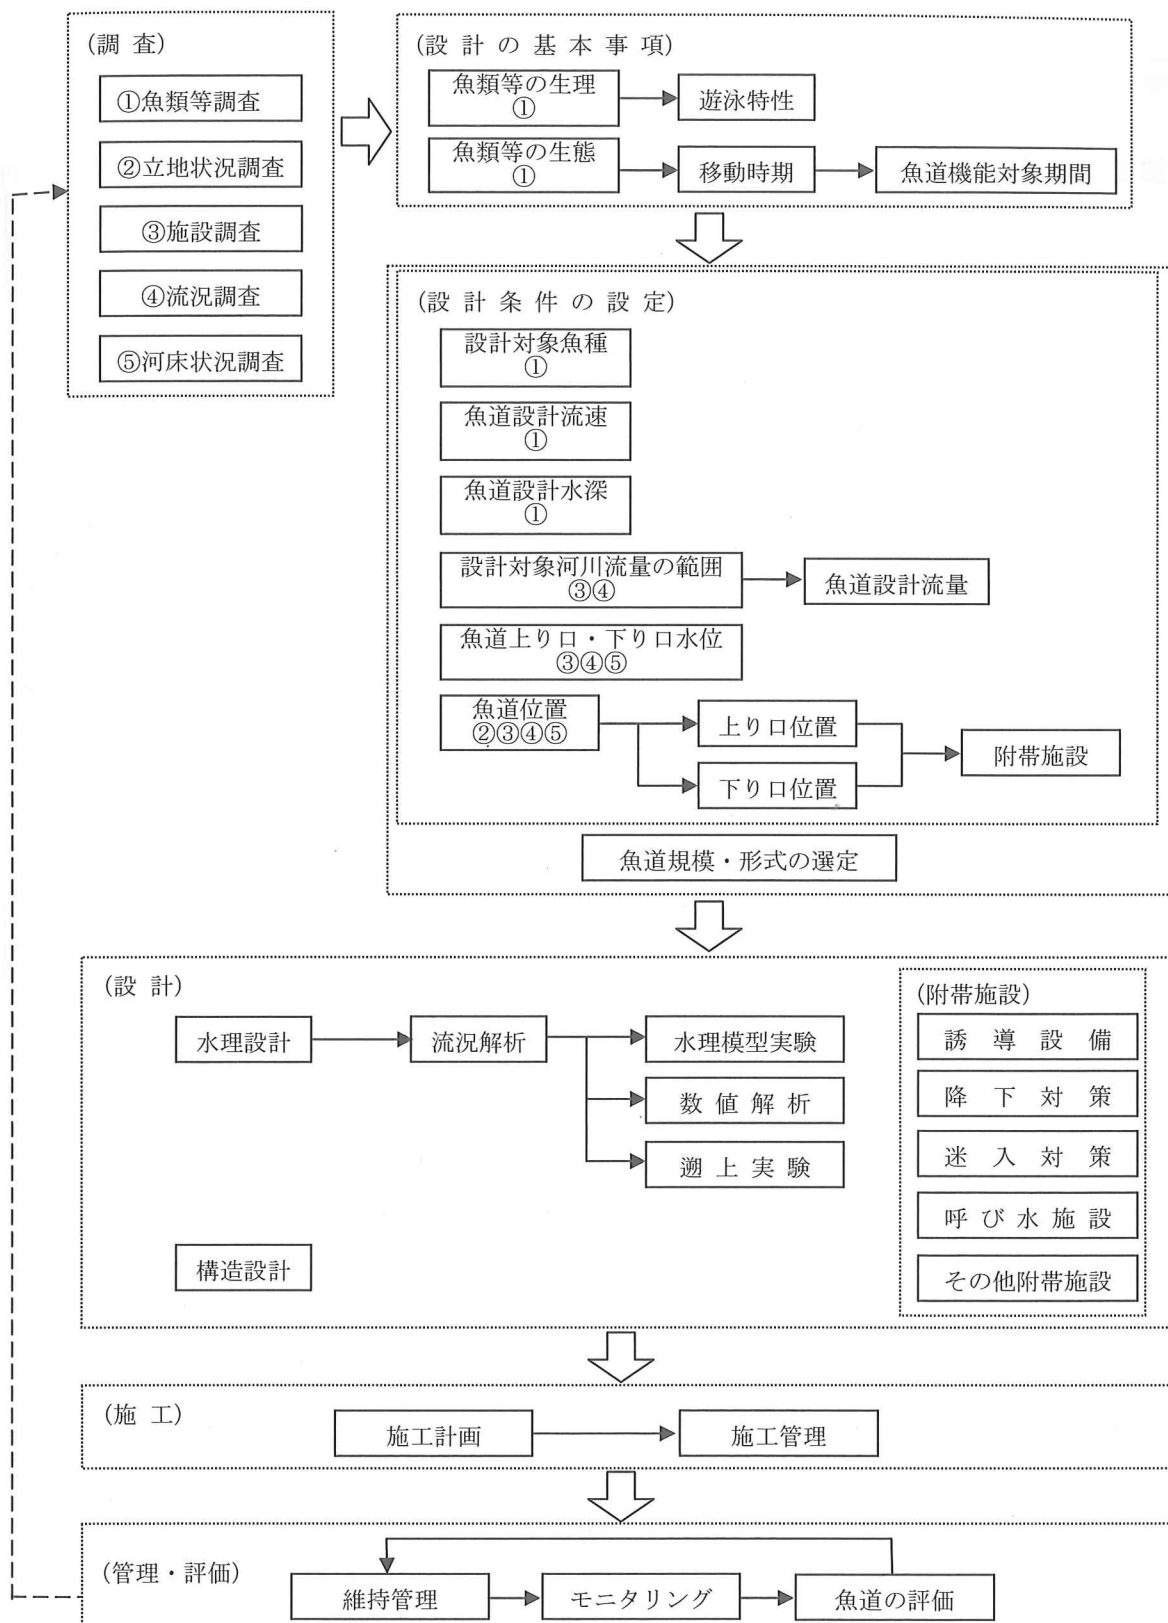 (調 査)
①魚類等調査
②立地状況調査
③施設調査
④流況調査
⑤河床状況調査
(設 計 の 基 本 事 項)
魚類等の生理
①
遊泳特性
魚類等の生態
①
移動時期
魚道機能対象期間
(設 計 条 件 の 設 定)
設計対象魚種
①
魚道設計流速
①
魚道設計水深
①
設計対象河川流量の範囲
③④
魚道設計流量
魚道上り口・下り口水位
③④⑤
魚道位置
②③④⑤
上り口位置
下り口位置
附帯施設
魚道規模・形式の選定
(設 計)
水理設計
流況解析
水理模型実験
数 値 解 析
遡 上 実 験
構造設計
(附帯施設)
誘 導 設 備
降 下 対 策
迷 入 対 策
呼 び 水 施 設
その他附帯施設
(施 工)
施工計画
施工管理
(管理・評価)
維持管理
モニタリング
魚道の評価